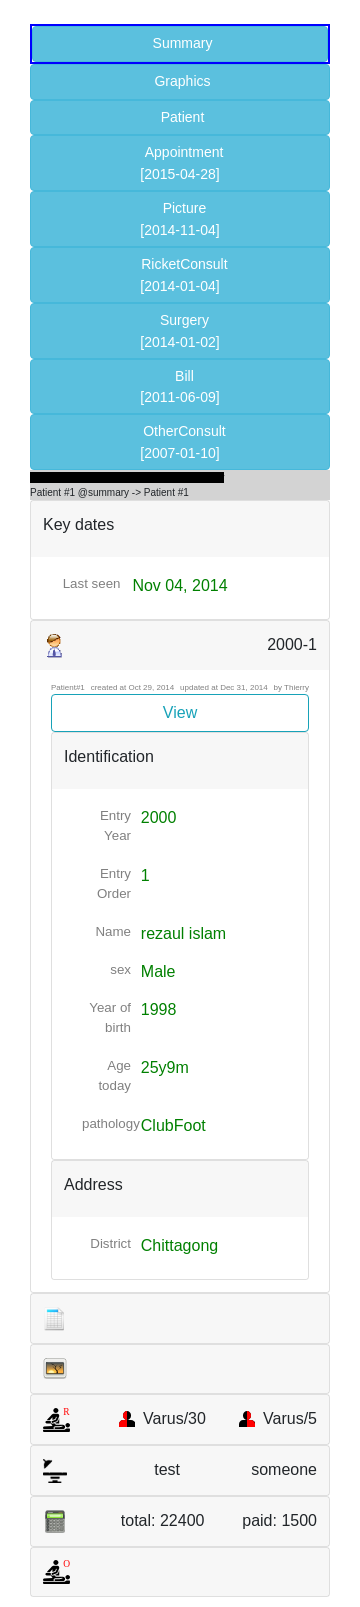 Summary
Graphics
Patient
Appointment
[2015-04-28]
Picture
[2014-11-04]
RicketConsult
[2014-01-04]
Surgery
[2014-01-02]
Bill
[2011-06-09]
OtherConsult
[2007-01-10]
Patient #1 @summary -> Patient #1
Key dates
Last seen Nov 04, 2014
2000-1
Patient#1 created at Oct 29, 2014 updated at Dec 31, 2014 by Thierry
View
Identification
Entry 2000
Year
Entry 1
Order
Name rezaul islam
sex Male
Year of 1998
birth
Age 25y9m
today
pathology ClubFoot
Address
District Chittagong
R Varus/30 Varus/5
test someone
total: 22400 paid: 1500
O